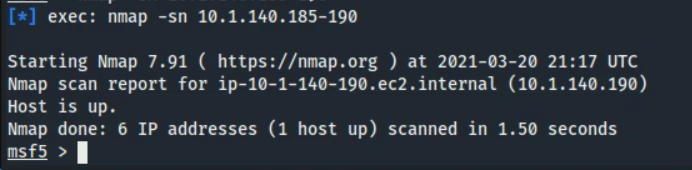 [*] exec: nmap -sn 10.1.140.185-190
Starting Nmap 7.91 ( https://nmap.org ) at 2021-03-20 21:17 UTC
Nmap scan report for ip-10-1-140-190.ec2.internal (10.1.140.190)
Host is up.
Nmap done: 6 IP addresses (1 host up) scanned in 1.50 seconds
msf5 >